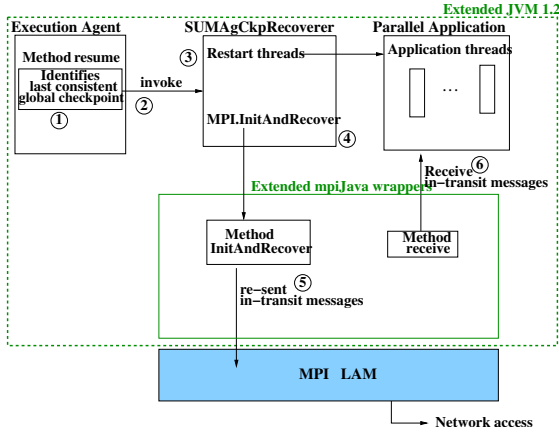 Extended JVM 1.2
Execution Agent
SUMAgCkpRecoverer
Parallel Application
Method resume
Identifies
last consistent
global checkpoint
1
invoke
2
3
Restart threads
MPI.InitAndRecover
4
Application threads
...
6
Receive
in-transit messages
Extended mpiJava wrappers
Method
InitAndRecover
Method
receive
5
re-sent
in-transit messages
MPI LAM
Network access